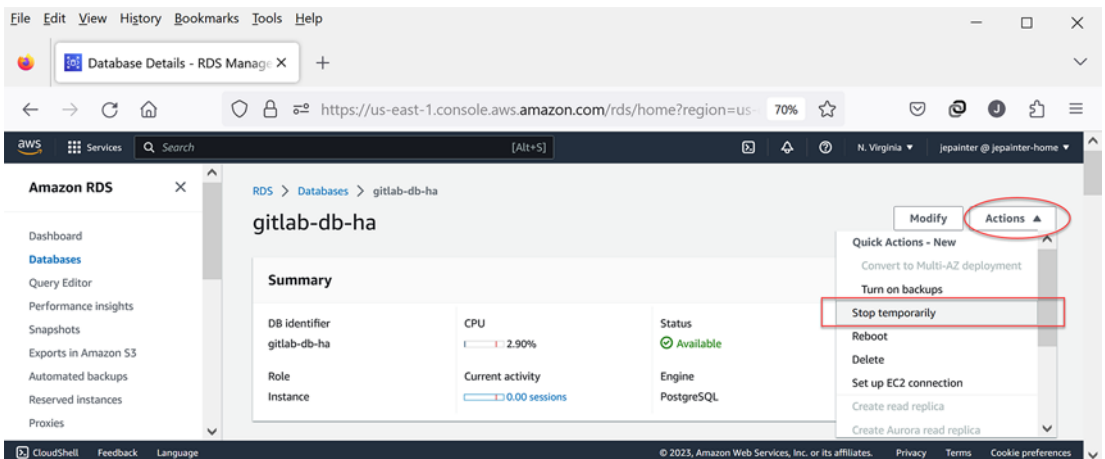 File Edit View History Bookmarks Tools Help
Database Details - RDS Manage
https://us-east-1.console.aws.amazon.com/rds/home?region=us- 70%
aws Services Search [Alt+S] N. Virginia jepainter @ jepainter-home
Amazon RDS
Dashboard
Databases
Query Editor
Performance insights
Snapshots
Exports in Amazon S3
Automated backups
Reserved instances
Proxies
RDS > Databases > gitlab-db-ha
gitlab-db-ha
Modify Actions
Quick Actions - New
Convert to Multi-AZ deployment
Turn on backups
Stop temporarily
Reboot
Delete
Set up EC2 connection
Create read replica
Create Aurora read replica
Summary
DB identifier CPU Status
gitlab-db-ha 2.90% Available
Role Current activity Engine
Instance 0.00 sessions PostgreSQL
CloudShell Feedback Language © 2023, Amazon Web Services, Inc. or its affiliates. Privacy Terms Cookie preferences